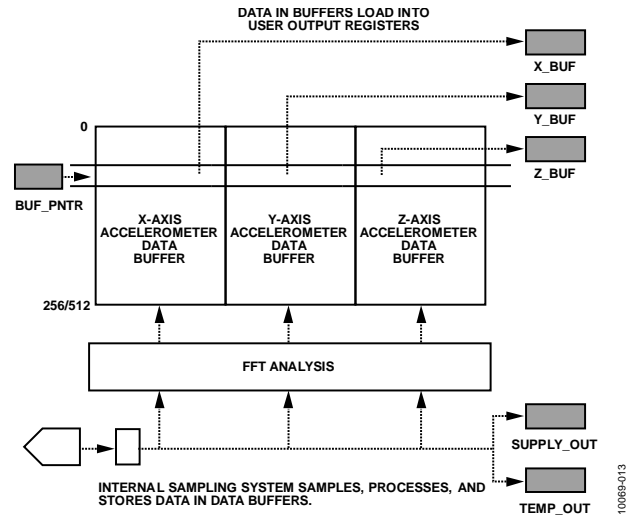 DATA IN BUFFERS LOAD INTO
USER OUTPUT REGISTERS
X_BUF
Y_BUF
0
Z_BUF
BUF_PNTR
X-AXIS
ACCELEROMETER
DATA
BUFFER
Y-AXIS
ACCELEROMETER
DATA
BUFFER
Z-AXIS
ACCELEROMETER
DATA
BUFFER
256/512
FFT ANALYSIS
SUPPLY_OUT
INTERNAL SAMPLING SYSTEM SAMPLES, PROCESSES, AND
STORES DATA IN DATA BUFFERS.
TEMP_OUT
10069-013